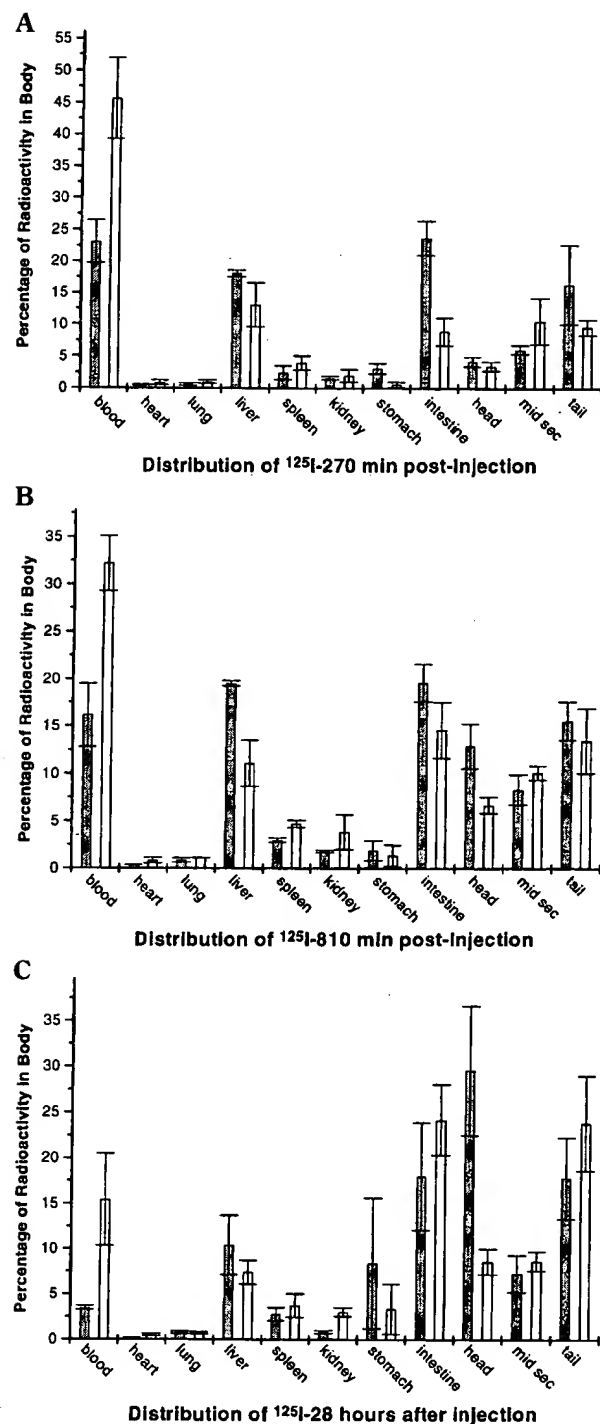 A
Percentage of Radioactivity in Body
55
50
45
40
35
30
25
20
15
10
5
0
blood
heart
lung
liver
spleen
kidney
stomach
intestine
head
mid sec
tail
Distribution of ¹²⁵I-270 min post-Injection
B
Percentage of Radioactivity in Body
35
30
25
20
15
10
5
0
blood
heart
lung
liver
spleen
kidney
stomach
intestine
head
mid sec
tail
Distribution of ¹²⁵I-810 min post-Injection
C
Percentage of Radioactivity in Body
35
30
25
20
15
10
5
0
blood
heart
lung
liver
spleen
kidney
stomach
intestine
head
mid sec
tail
Distribution of ¹²⁵I-28 hours after injection